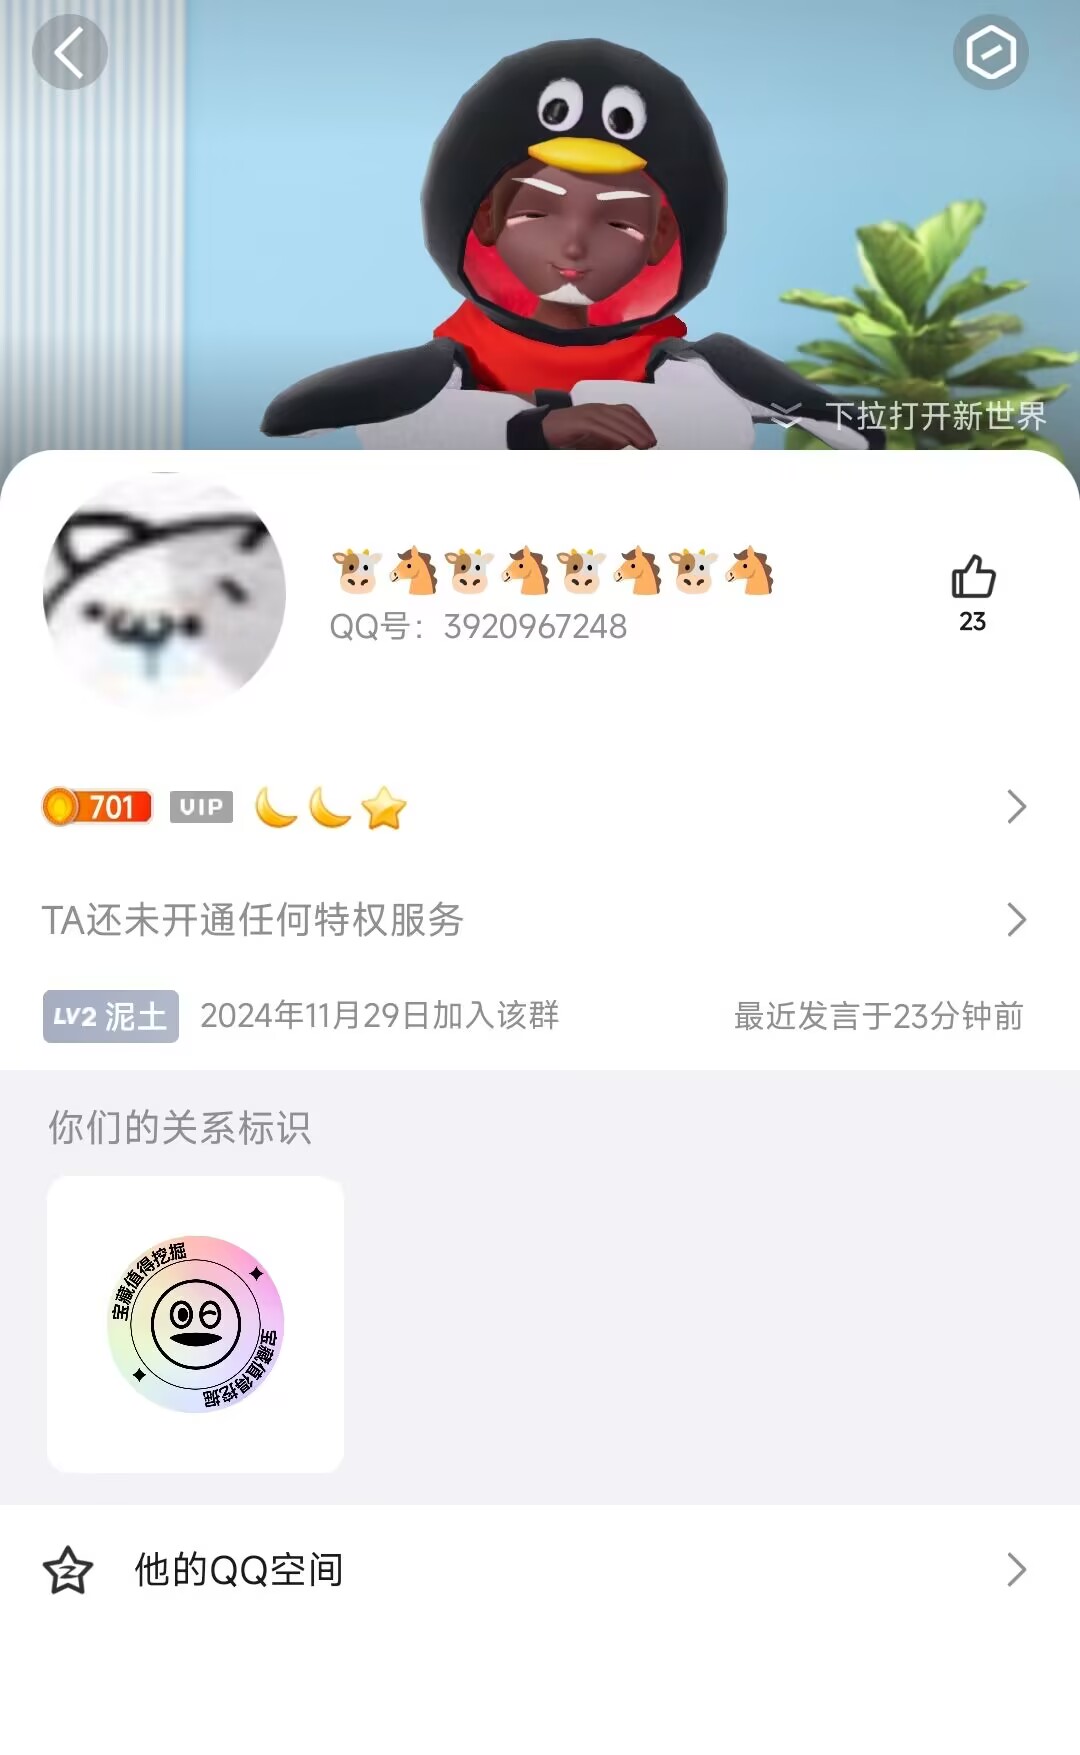 下拉打开新世界
🐮🐴🐮🐴🐮🐴🐮🐴
QQ号：3920967248
23
701 VIP
TA还未开通任何特权服务
LV2 泥土 2024年11月29日加入该群 最近发言于23分钟前
你们的关系标识
宝藏值得挖掘
宝藏值得挖掘
他的QQ空间